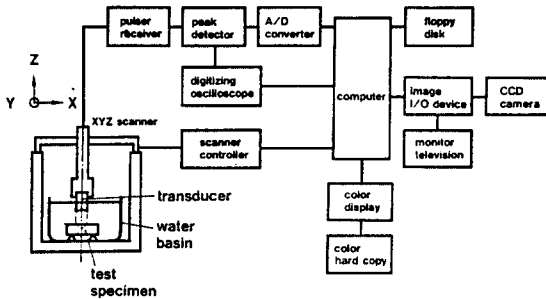 pulser
receiver
peak
detector
A/D
converter
floppy
disk
Z
Y
X
digitizing
oscilloscope
computer
image
I/O device
CCD
camera
XYZ scanner
scanner
controller
monitor
television
transducer
water
basin
color
display
test
specimen
color
hard copy